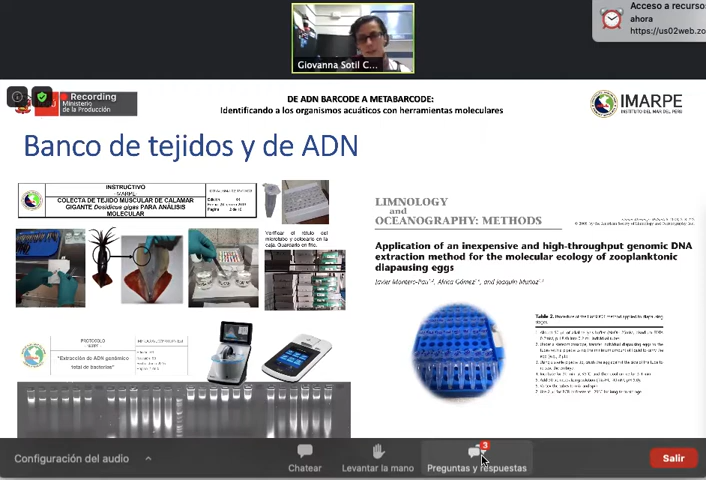 Acceso a recurso
ahora
https://us02web.zo
Giovanna Sotil C...
Recording
Ministerio
de la Producción
DE ADN BARCODE A METABARCODE:
Identificando a los organismos acuáticos con herramientas moleculares
IMARPE
INSTITUTO DEL MAR DEL PERÚ
Banco de tejidos y de ADN
INSTRUCTIVO
IMARPE
COLECTA DE TEJIDO MUSCULAR DE CALAMAR
GIGANTE Dosidicus gigas PARA ANÁLISIS
MOLECULAR
Verificar el rótulo del
microtubo y colocarlo en la
caja. Guardarlo en frío.
LIMNOLOGY
and
OCEANOGRAPHY: METHODS
Application of an inexpensive and high-throughput genomic DNA
extraction method for the molecular ecology of zooplanktonic
diapausing eggs
Javier Montero-Pau, Africa Gómez, and Joaquín Muñoz
PROTOCOLO
"Extracción de ADN genómico
total de bacterias"
Configuración del audio
Chatear
Levantar la mano
3
Preguntas y respuestas
Salir